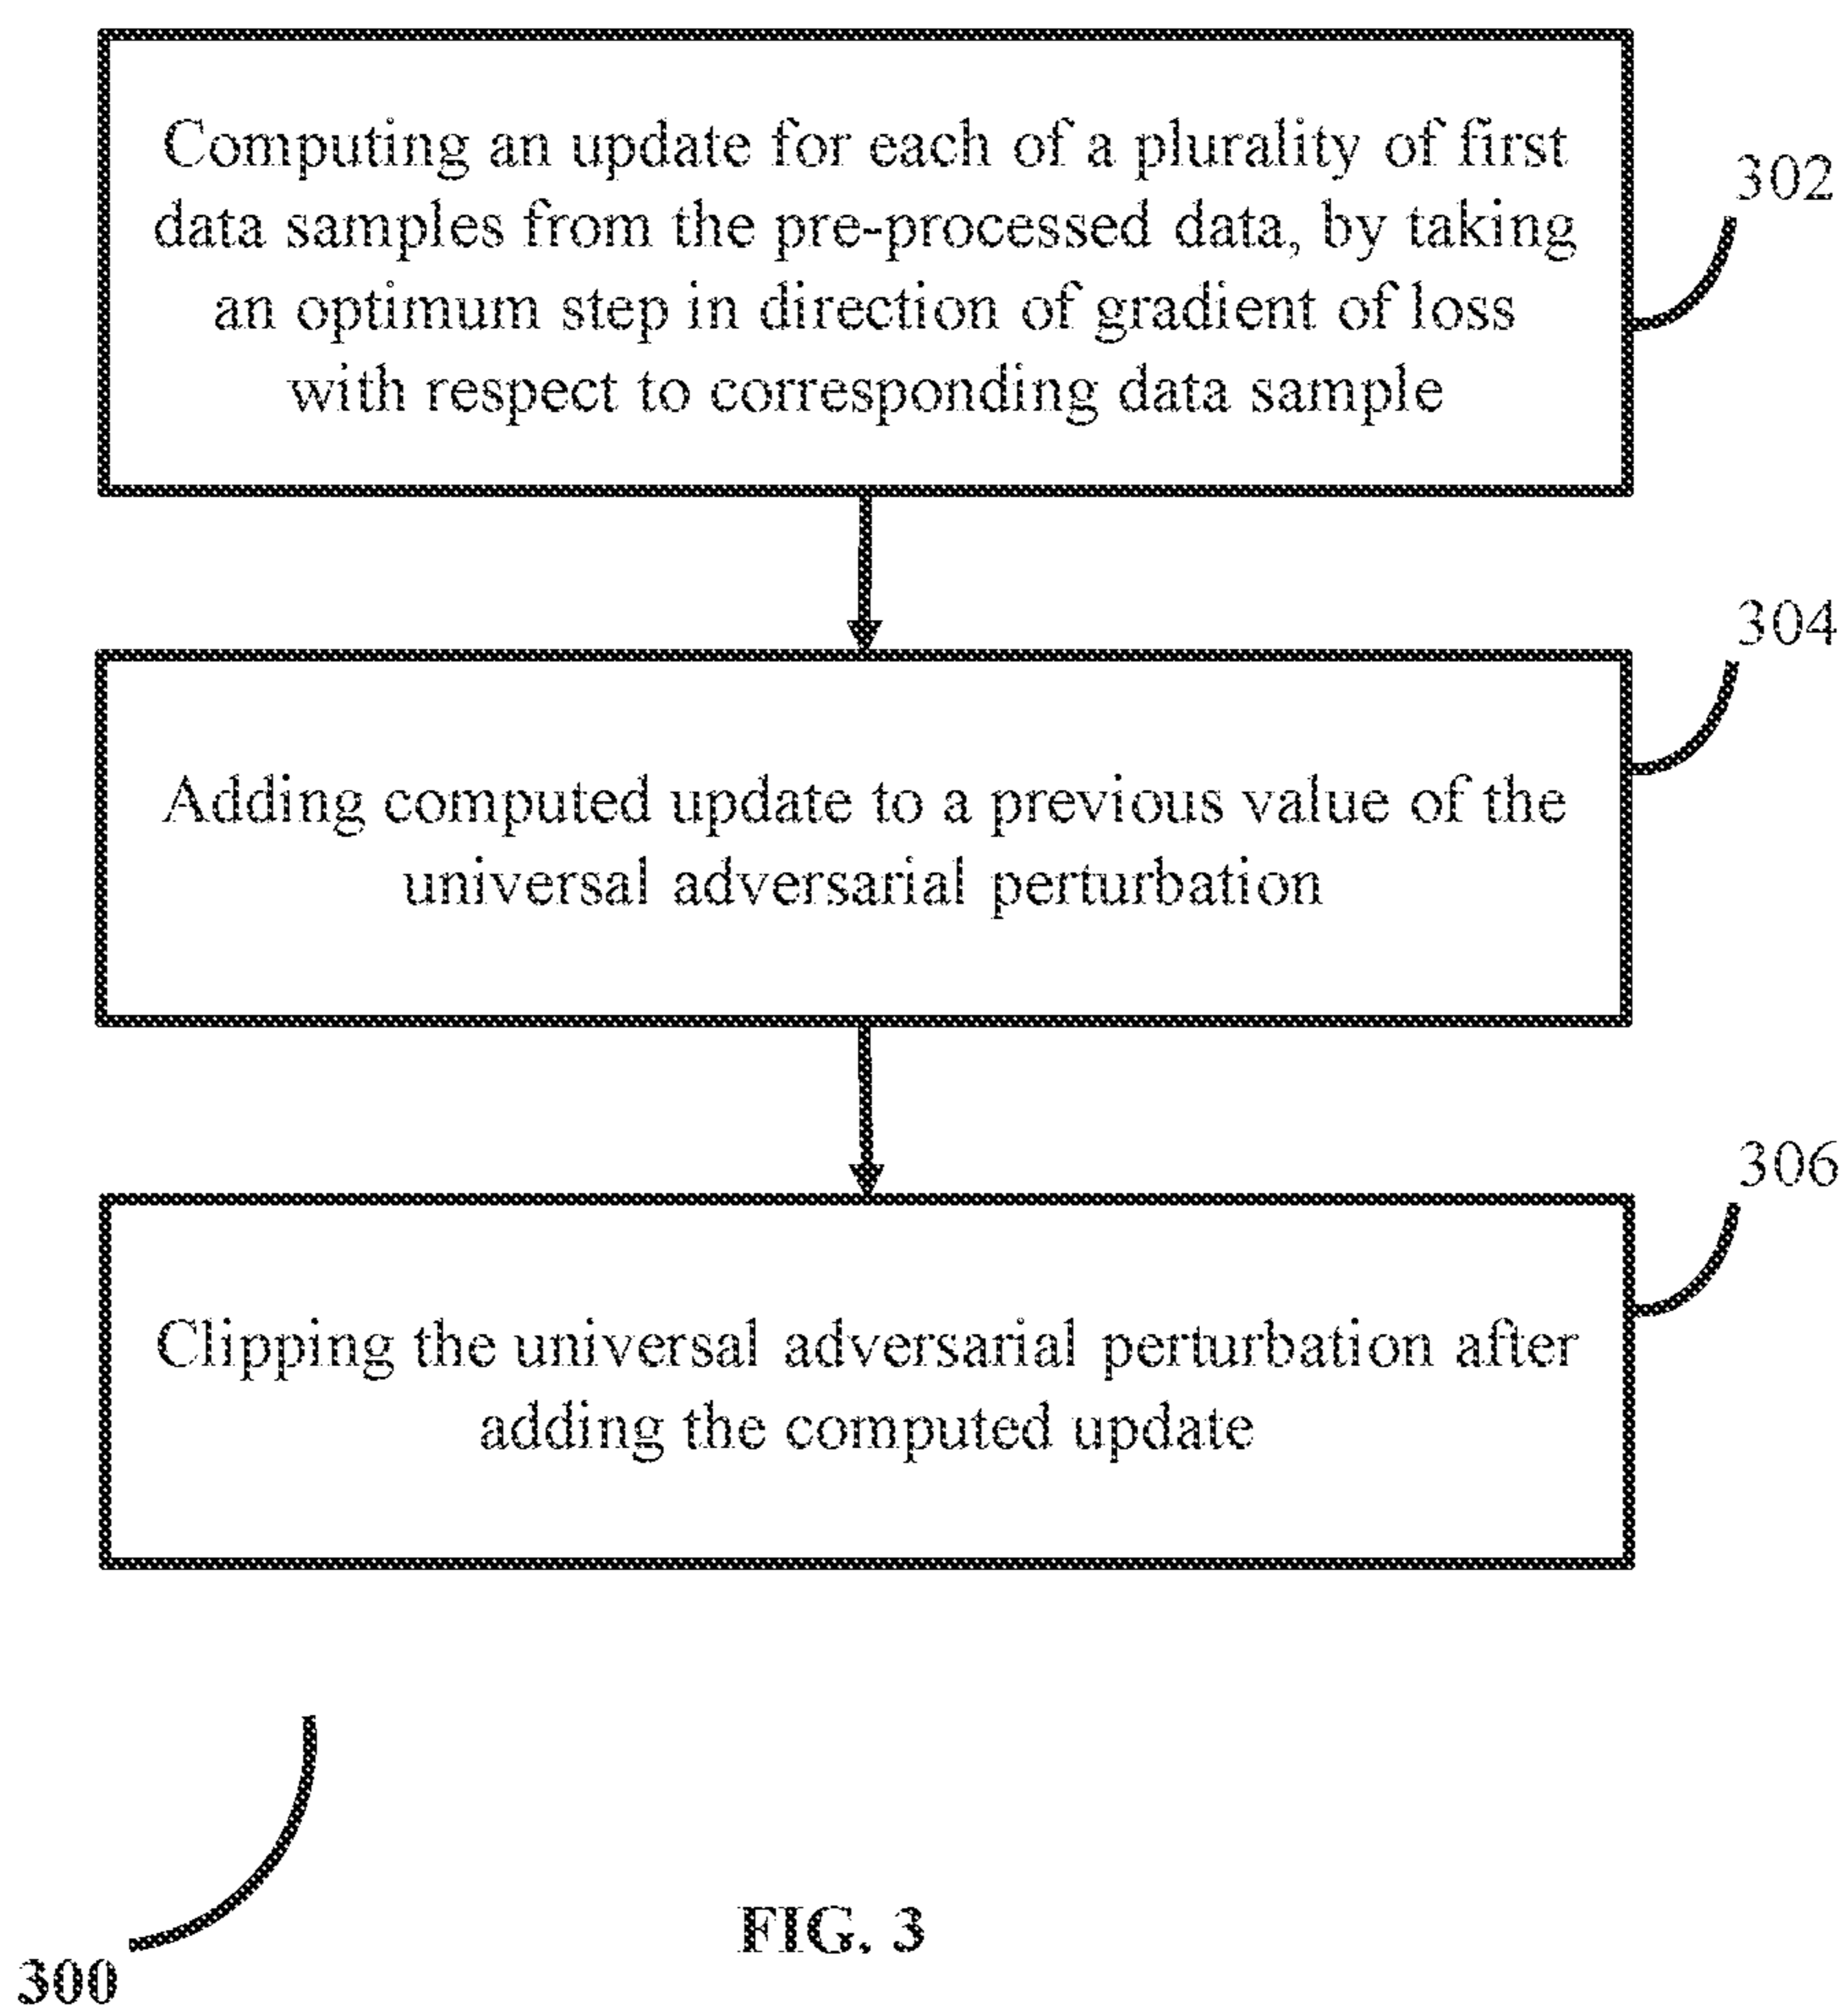 Computing an update for each of a plurality of first
data samples from the pre-processed data, by taking
an optimum step in direction of gradient of loss
with respect to corresponding data sample
302
304
Adding computed update to a previous value of the
universal adversarial perturbation
306
Clipping the universal adversarial perturbation after
adding the computed update
FIG. 3
300